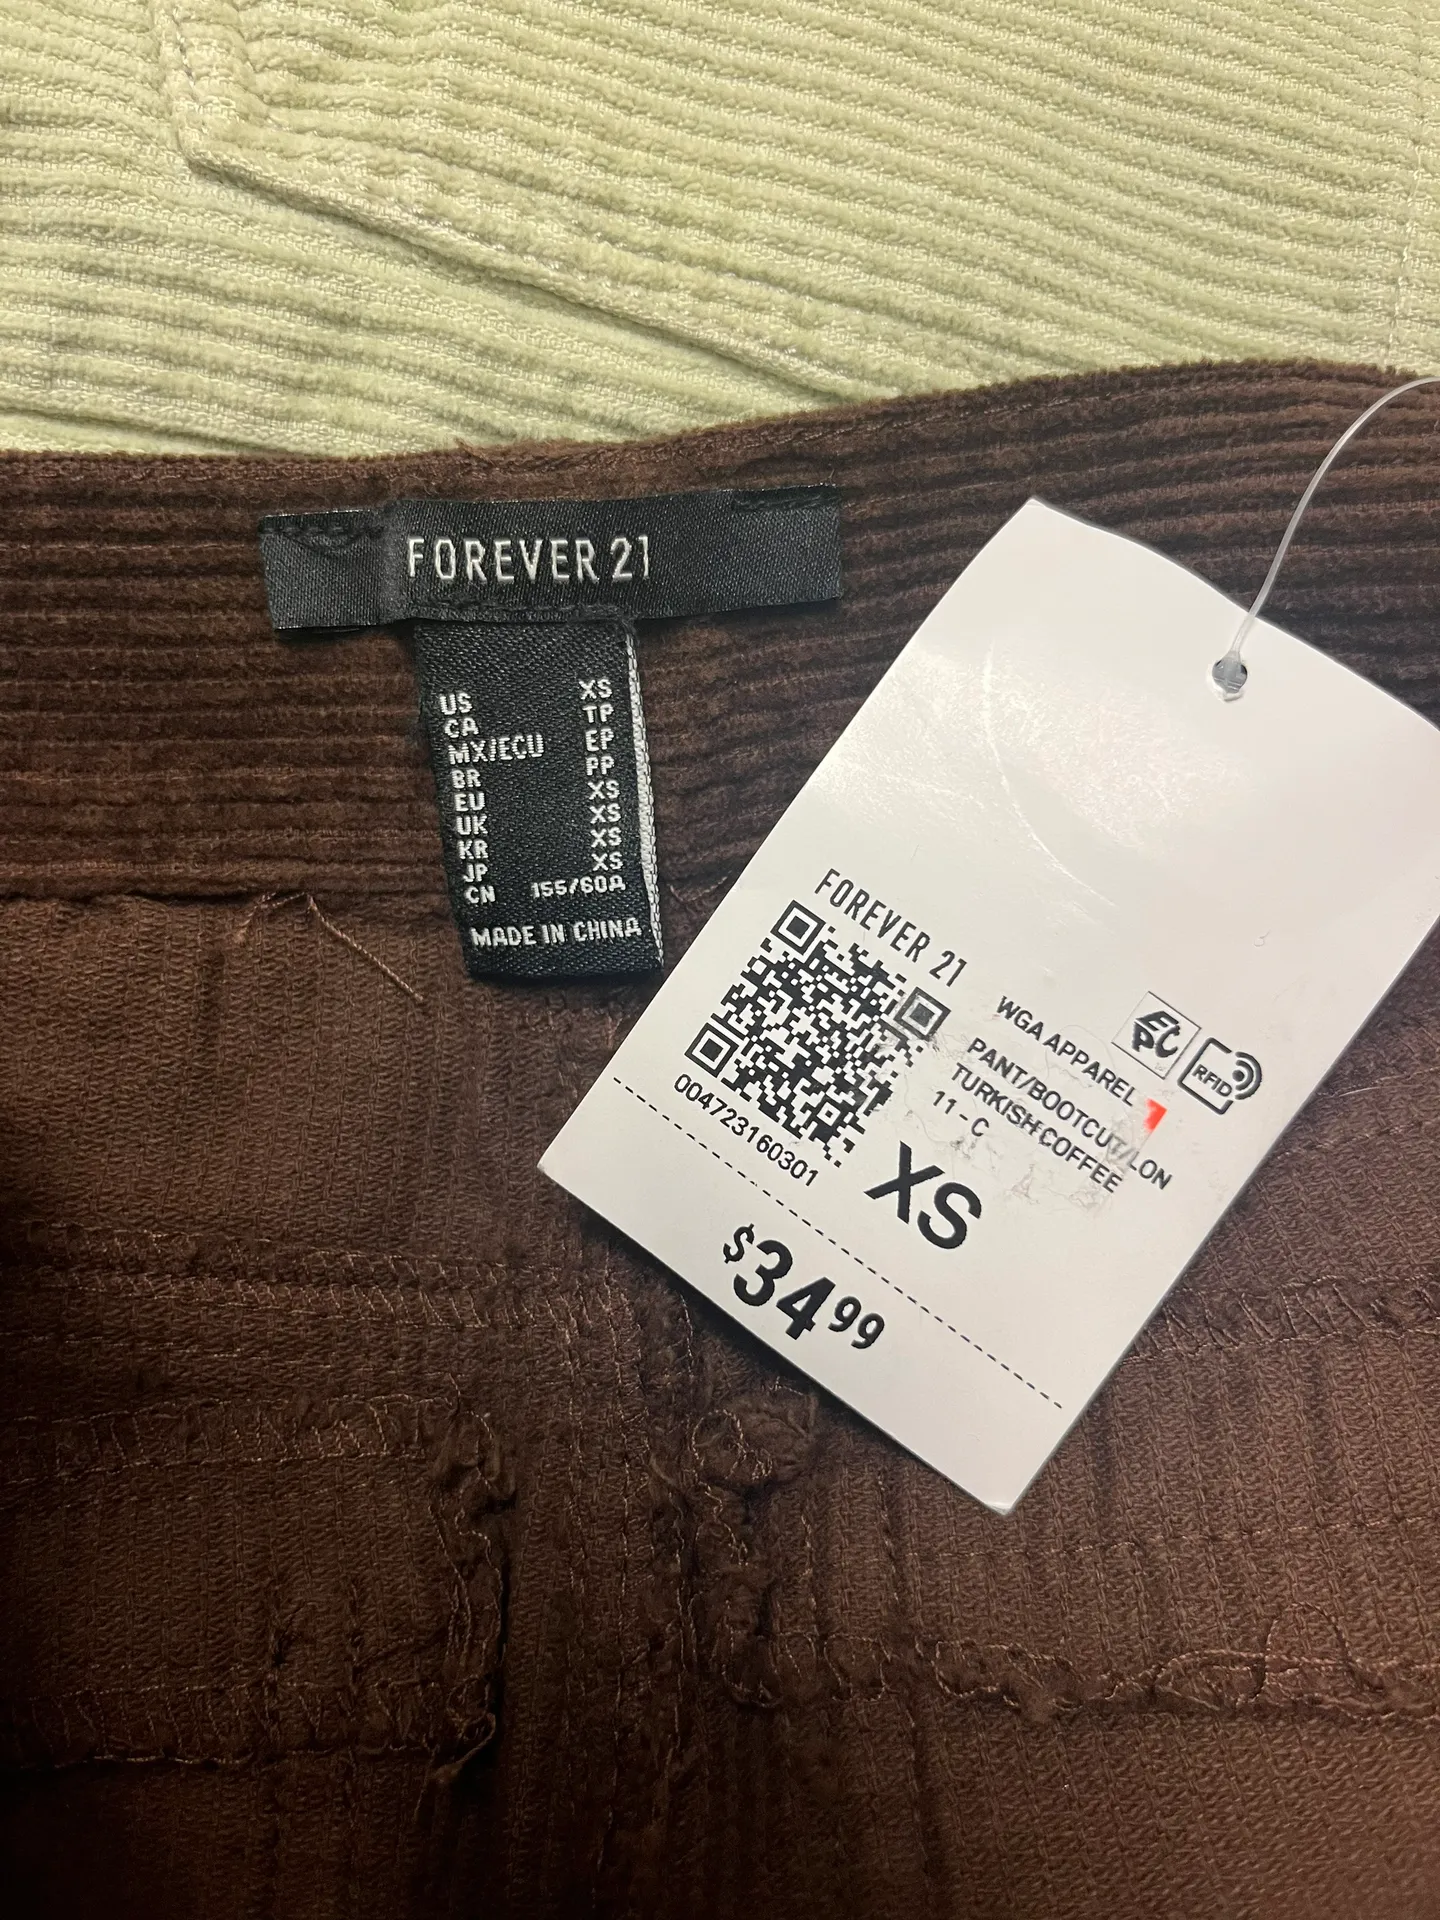 FOREVER 21
US XS
CA TP
MX/ECU EP
BR PP
EU XS
UK XS
KR XS
JP XS
CN 155/60A
MADE IN CHINA
FOREVER 21
004723160301
WGA APPAREL
PANT/BOOTCUT/LON
TURKISH COFFEE
11-C
EPC
RFID
XS
$34.99